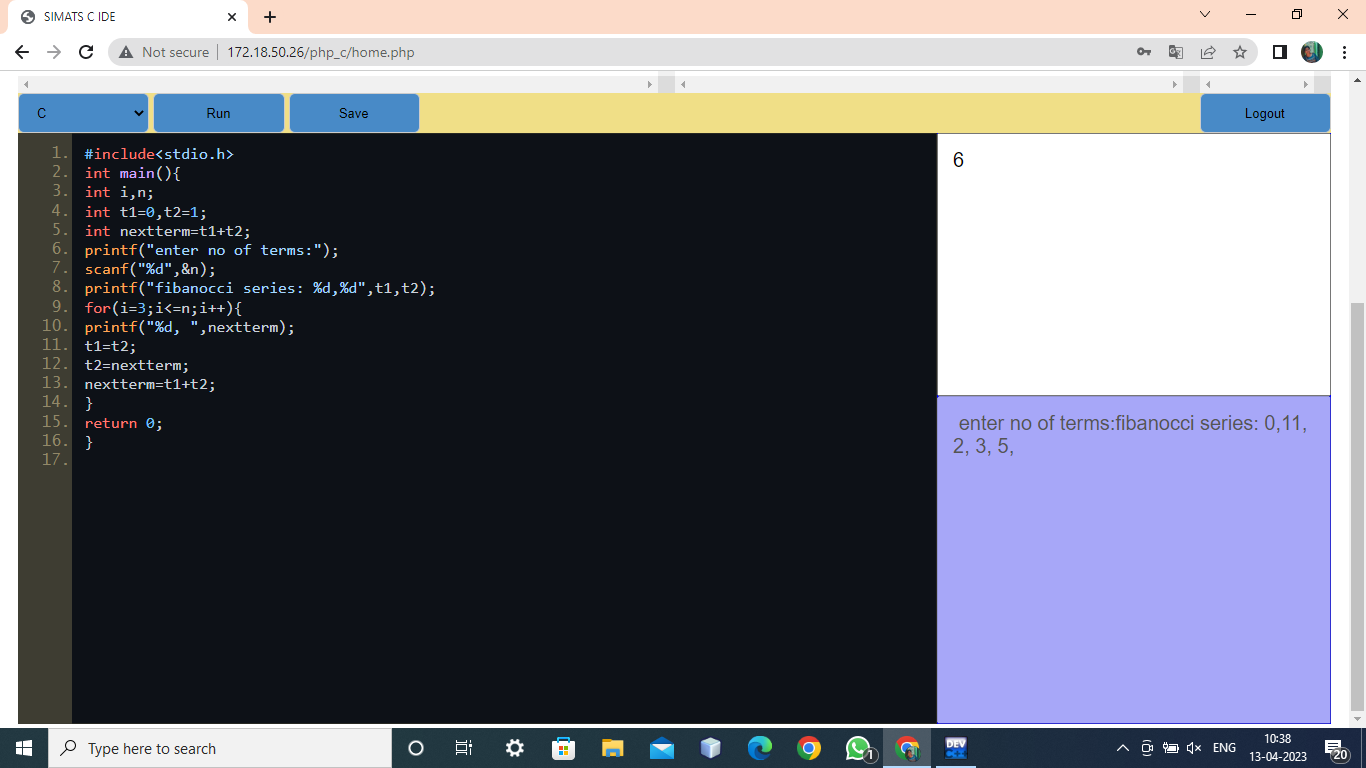 SIMATS C IDE
Not secure | 172.18.50.26/php_c/home.php
C Run Save Logout
1. #include<stdio.h>
2. int main(){
3. int i,n;
4. int t1=0,t2=1;
5. int nextterm=t1+t2;
6. printf("enter no of terms:");
7. scanf("%d",&n);
8. printf("fibanocci series: %d,%d",t1,t2);
9. for(i=3;i<=n;i++){
10. printf("%d, ",nextterm);
11. t1=t2;
12. t2=nextterm;
13. nextterm=t1+t2;
14. }
15. return 0;
16. }
17.
6
enter no of terms:fibanocci series: 0,11,
2, 3, 5,
Type here to search
1
DEV
ENG
10:38
13-04-2023
20